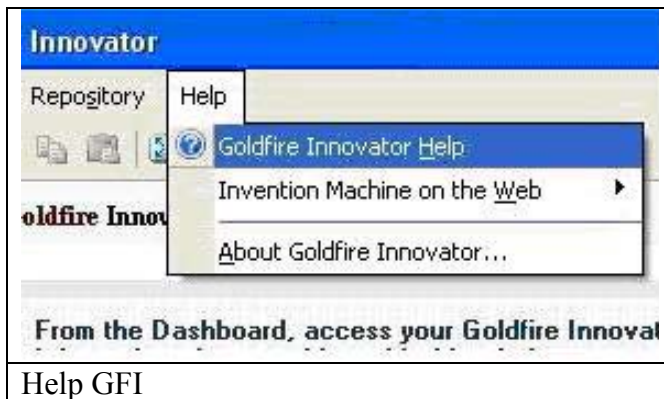 Innovator
Repository Help
Goldfire Innovator Help
Invention Machine on the Web
oldfire Innov
About Goldfire Innovator...
From the Dashboard, access your Goldfire Innovat
Help GFI